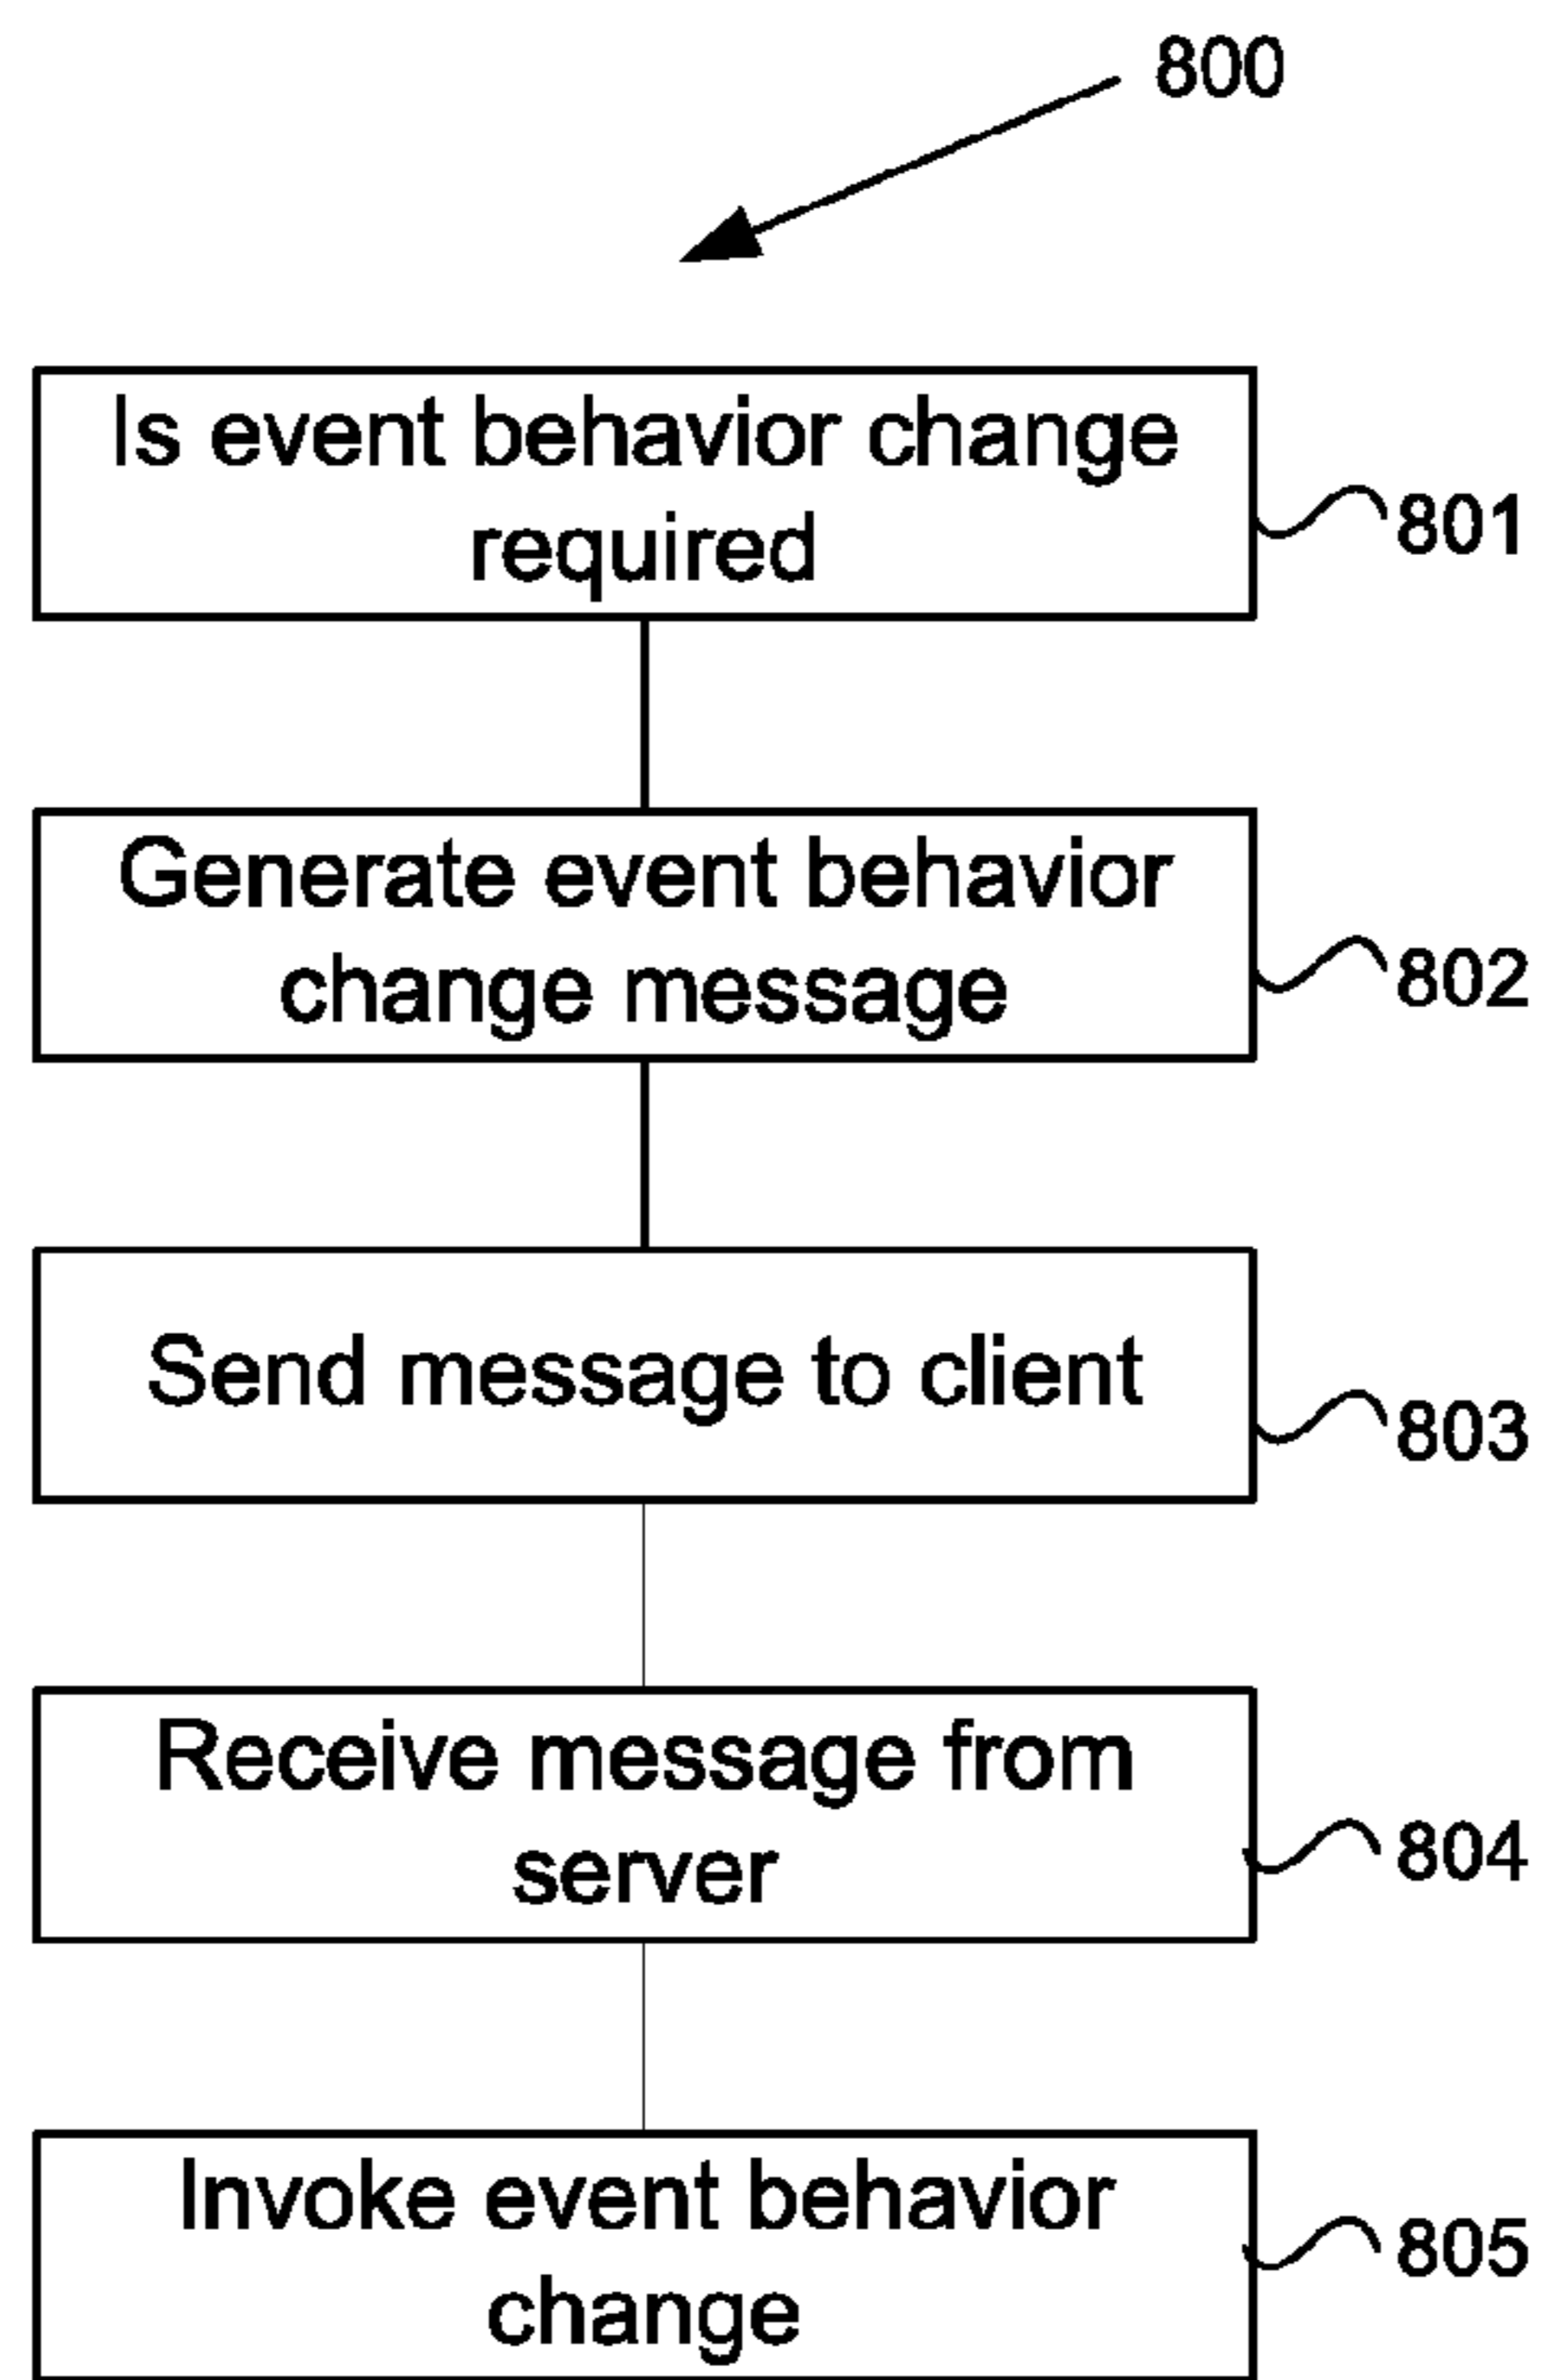 800
Is event behavior change
required
801
Generate event behavior
change message
802
Send message to client
803
Receive message from
server
804
Invoke event behavior
change
805